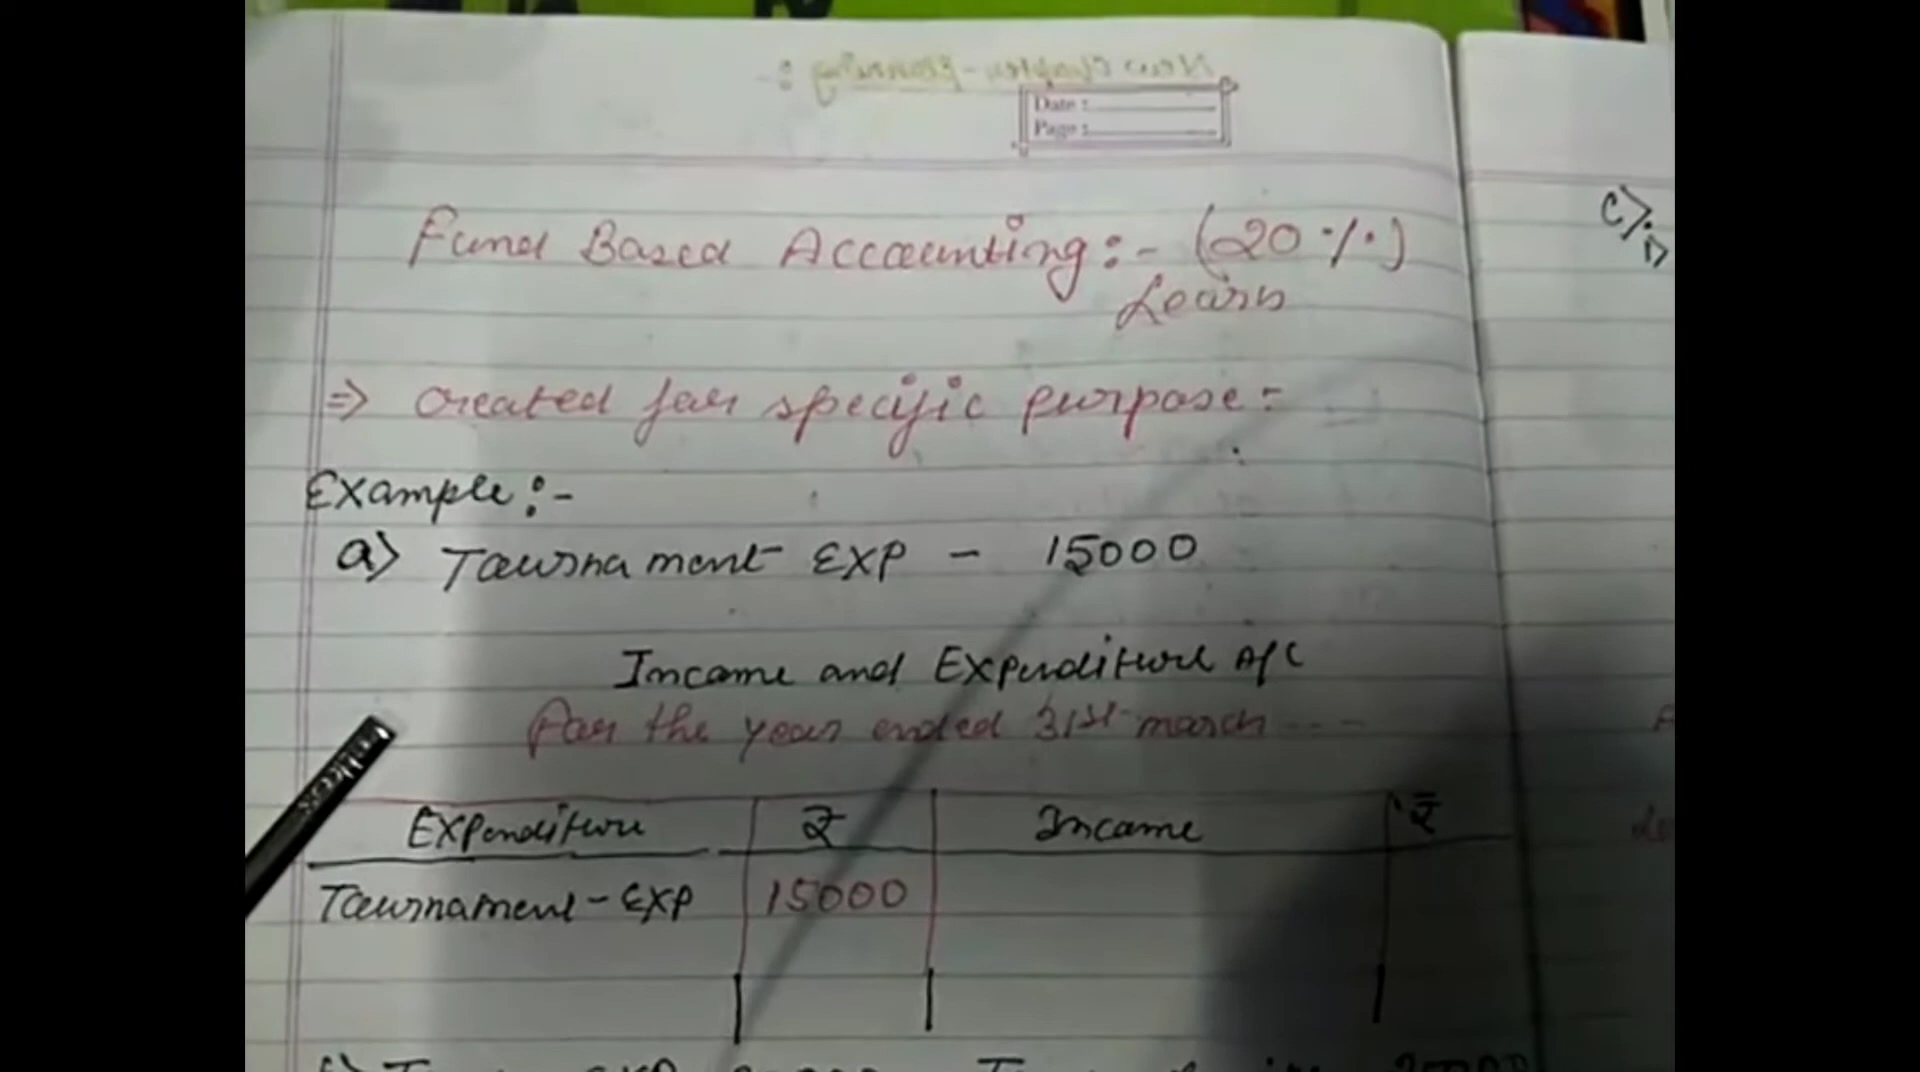 Date :
Page :
Fund Based Accounting :- (20%)
Learn
⇒ Created for specific purpose :-
Example :-
a) Tournament EXP - 15000
Income and Expenditure A/C
For the year ended 31st march ---
Expenditure ₹ Income ₹
Tournament-EXP 15000